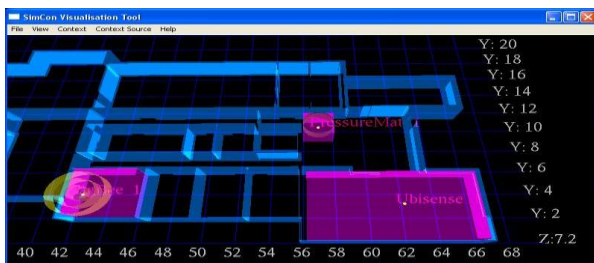 SimCon Visualisation Tool
File View Context Context Source Help
Y: 20
Y: 18
Y: 16
Y: 14
Y: 12
Y: 10
Y: 8
Y: 6
Y: 4
Y: 2
Z:7.2
Ubisense
40 42 44 46 48 50 52 54 56 58 60 62 64 66 68